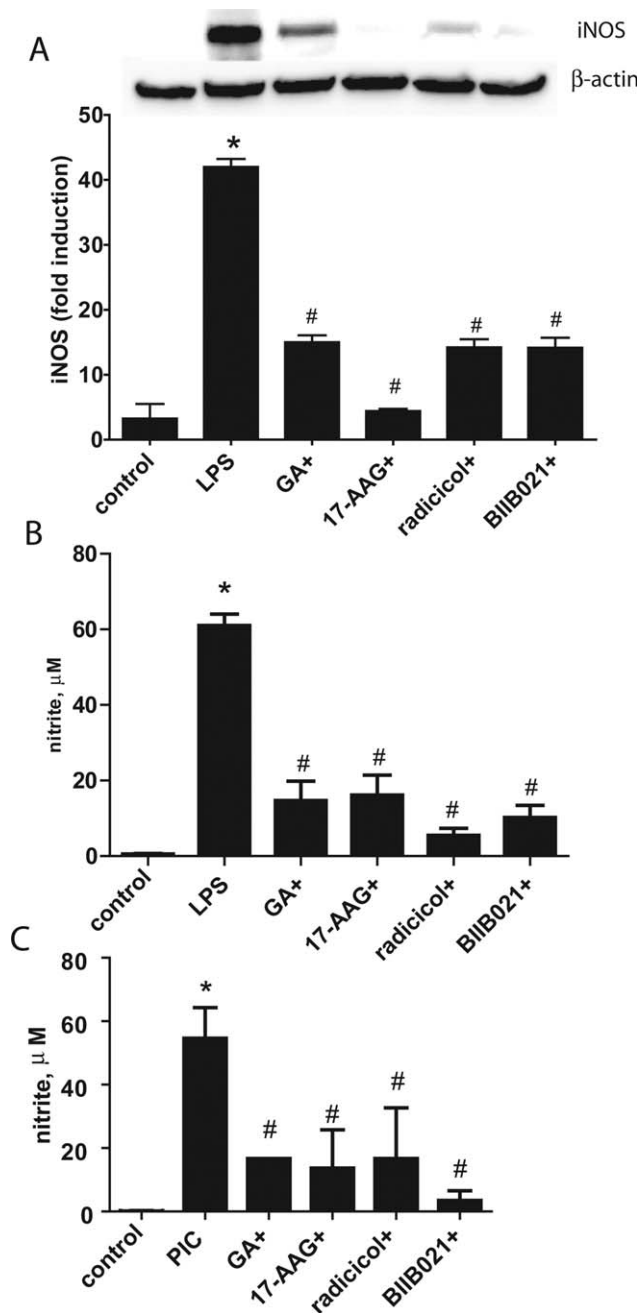 iNOS
A
β-actin
50
40
30
20
10
0
iNOS (fold induction)
*
#
#
#
#
control
LPS
GA+
17-AAG+
radicicol+
BIIB021+
B
80
60
40
20
0
nitrite, μM
*
#
#
#
#
control
LPS
GA+
17-AAG+
radicicol+
BIIB021+
C
80
60
40
20
0
nitrite, μ M
*
#
#
#
#
control
PIC
GA+
17-AAG+
radicicol+
BIIB021+